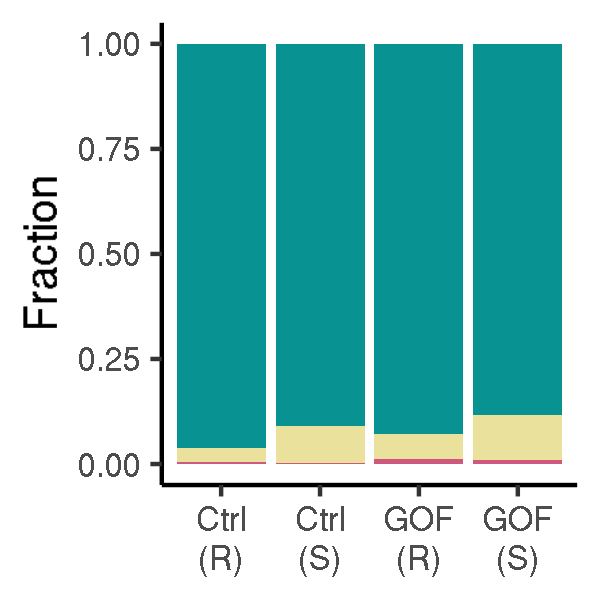 1.00
0.75
0.50
0.25
0.00
Fraction
Ctrl
(R)
Ctrl
(S)
GOF
(R)
GOF
(S)